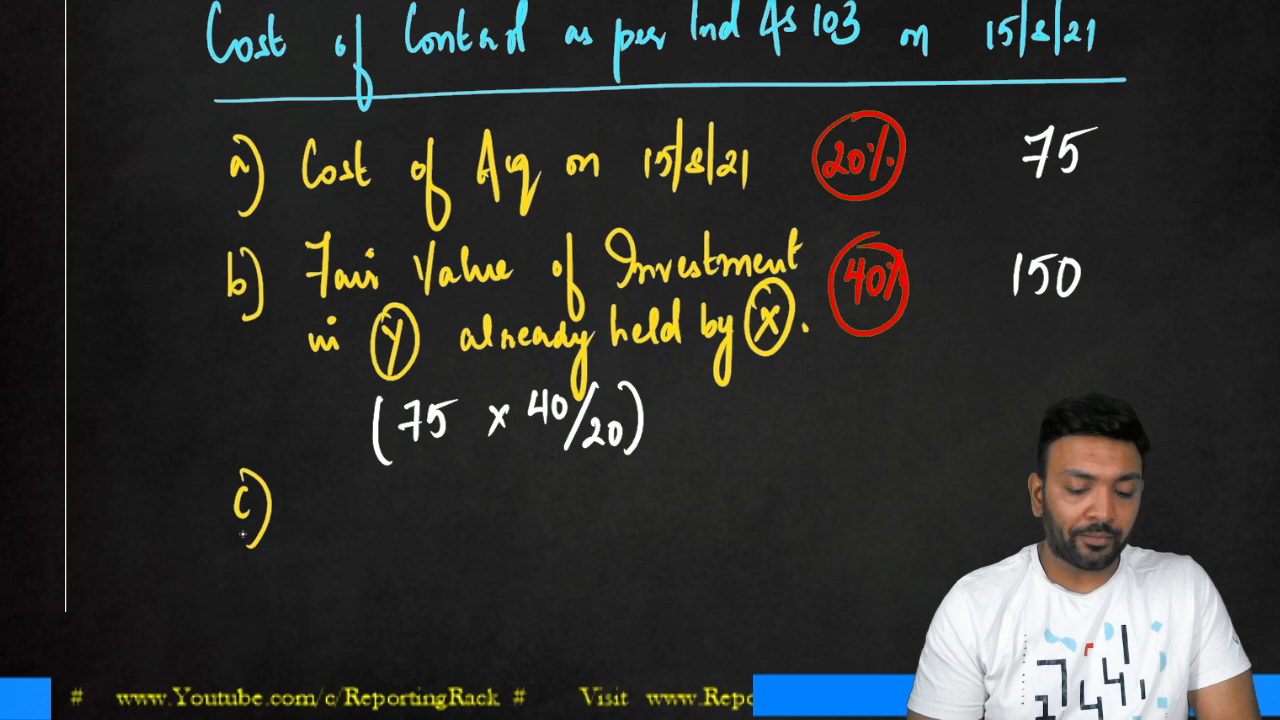 Cost of Control as per Ind As 103 on 15/8/21
a) Cost of Aq on 15/8/21 20% 75
b) Fair Value of Investment 40% 150
in Y already held by X.
(75 x 40/20)
c)
# www.Youtube.com/c/ReportingRack # Visit www.Repo